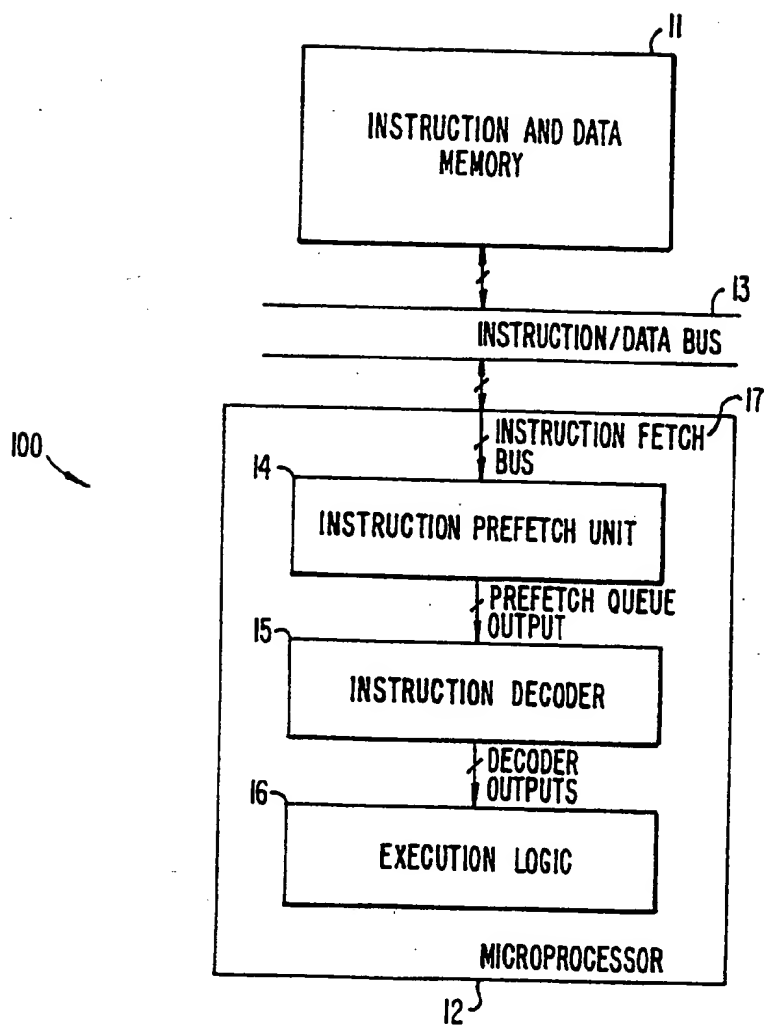 11
INSTRUCTION AND DATA
MEMORY
13
INSTRUCTION/DATA BUS
17
INSTRUCTION FETCH
BUS
100
14
INSTRUCTION PREFETCH UNIT
PREFETCH QUEUE
OUTPUT
15
INSTRUCTION DECODER
DECODER
OUTPUTS
16
EXECUTION LOGIC
MICROPROCESSOR
12